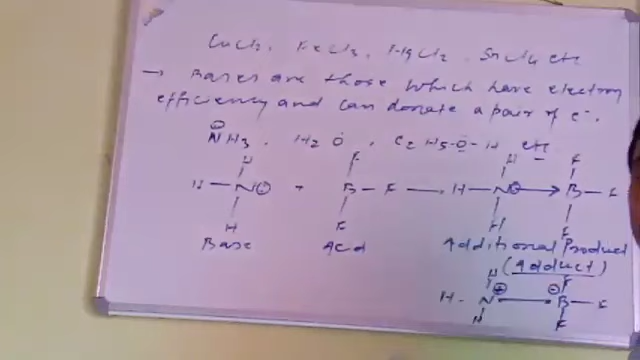 CuCl2, FeCl3, HgCl2, SnCl4 etc
→ Bases are those which have electron
efficiency and can donate a pair of e-.
NH3, H2O, C2H5-O-H etc
H F H F
H-N + B-F → H-N→B-F
H F H F
Base Acid Additional Product
(Adduct)
H F
H-N⊕—⊖B-F
H F